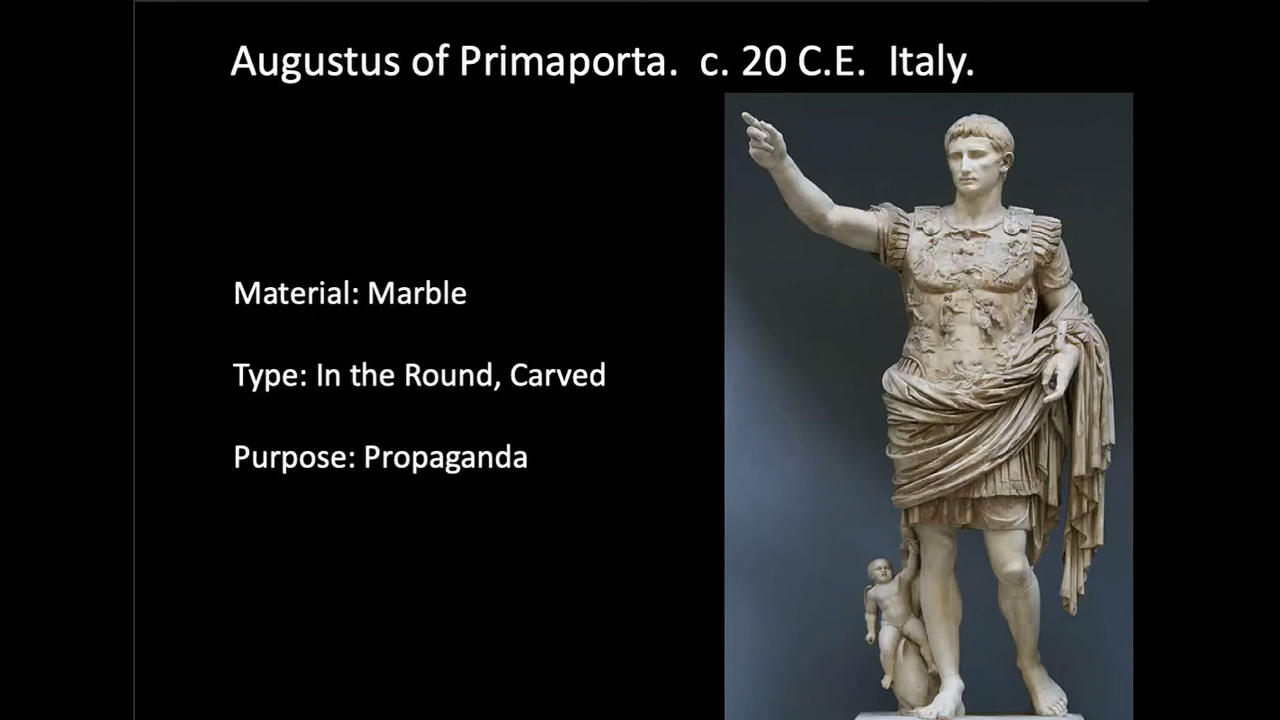 Augustus of Primaporta.  c. 20 C.E.  Italy.
Material: Marble
Type: In the Round, Carved
Purpose: Propaganda